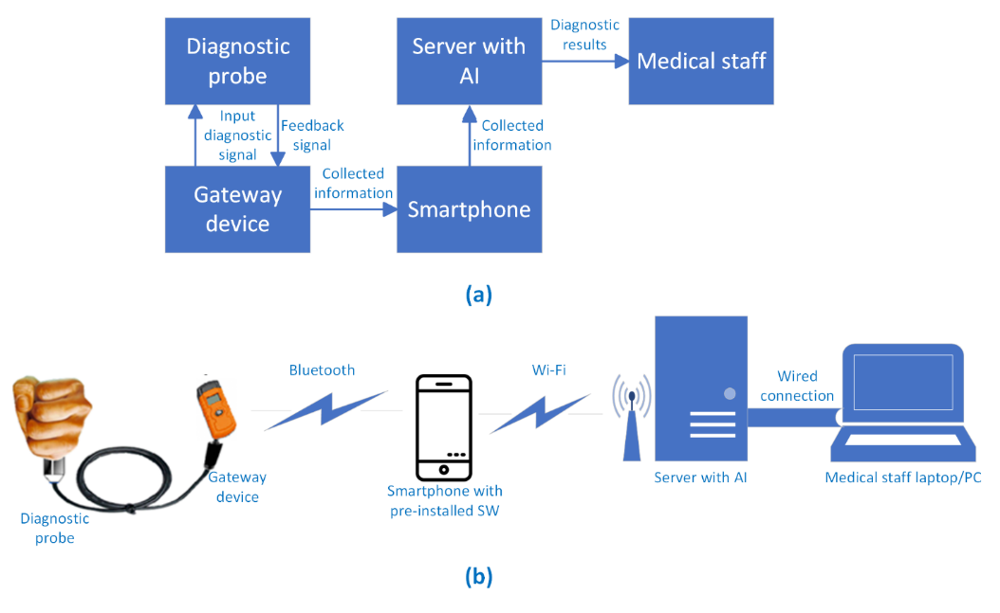 Diagnostic
probe
Server with
AI
Diagnostic
results
Medical staff
Input
diagnostic
signal
Feedback
signal
Collected
information
Gateway
device
Collected
information
Smartphone
(a)
Bluetooth
Wi-Fi
Wired
connection
Diagnostic
probe
Gateway
device
Smartphone with
pre-installed SW
Server with AI
Medical staff laptop/PC
(b)